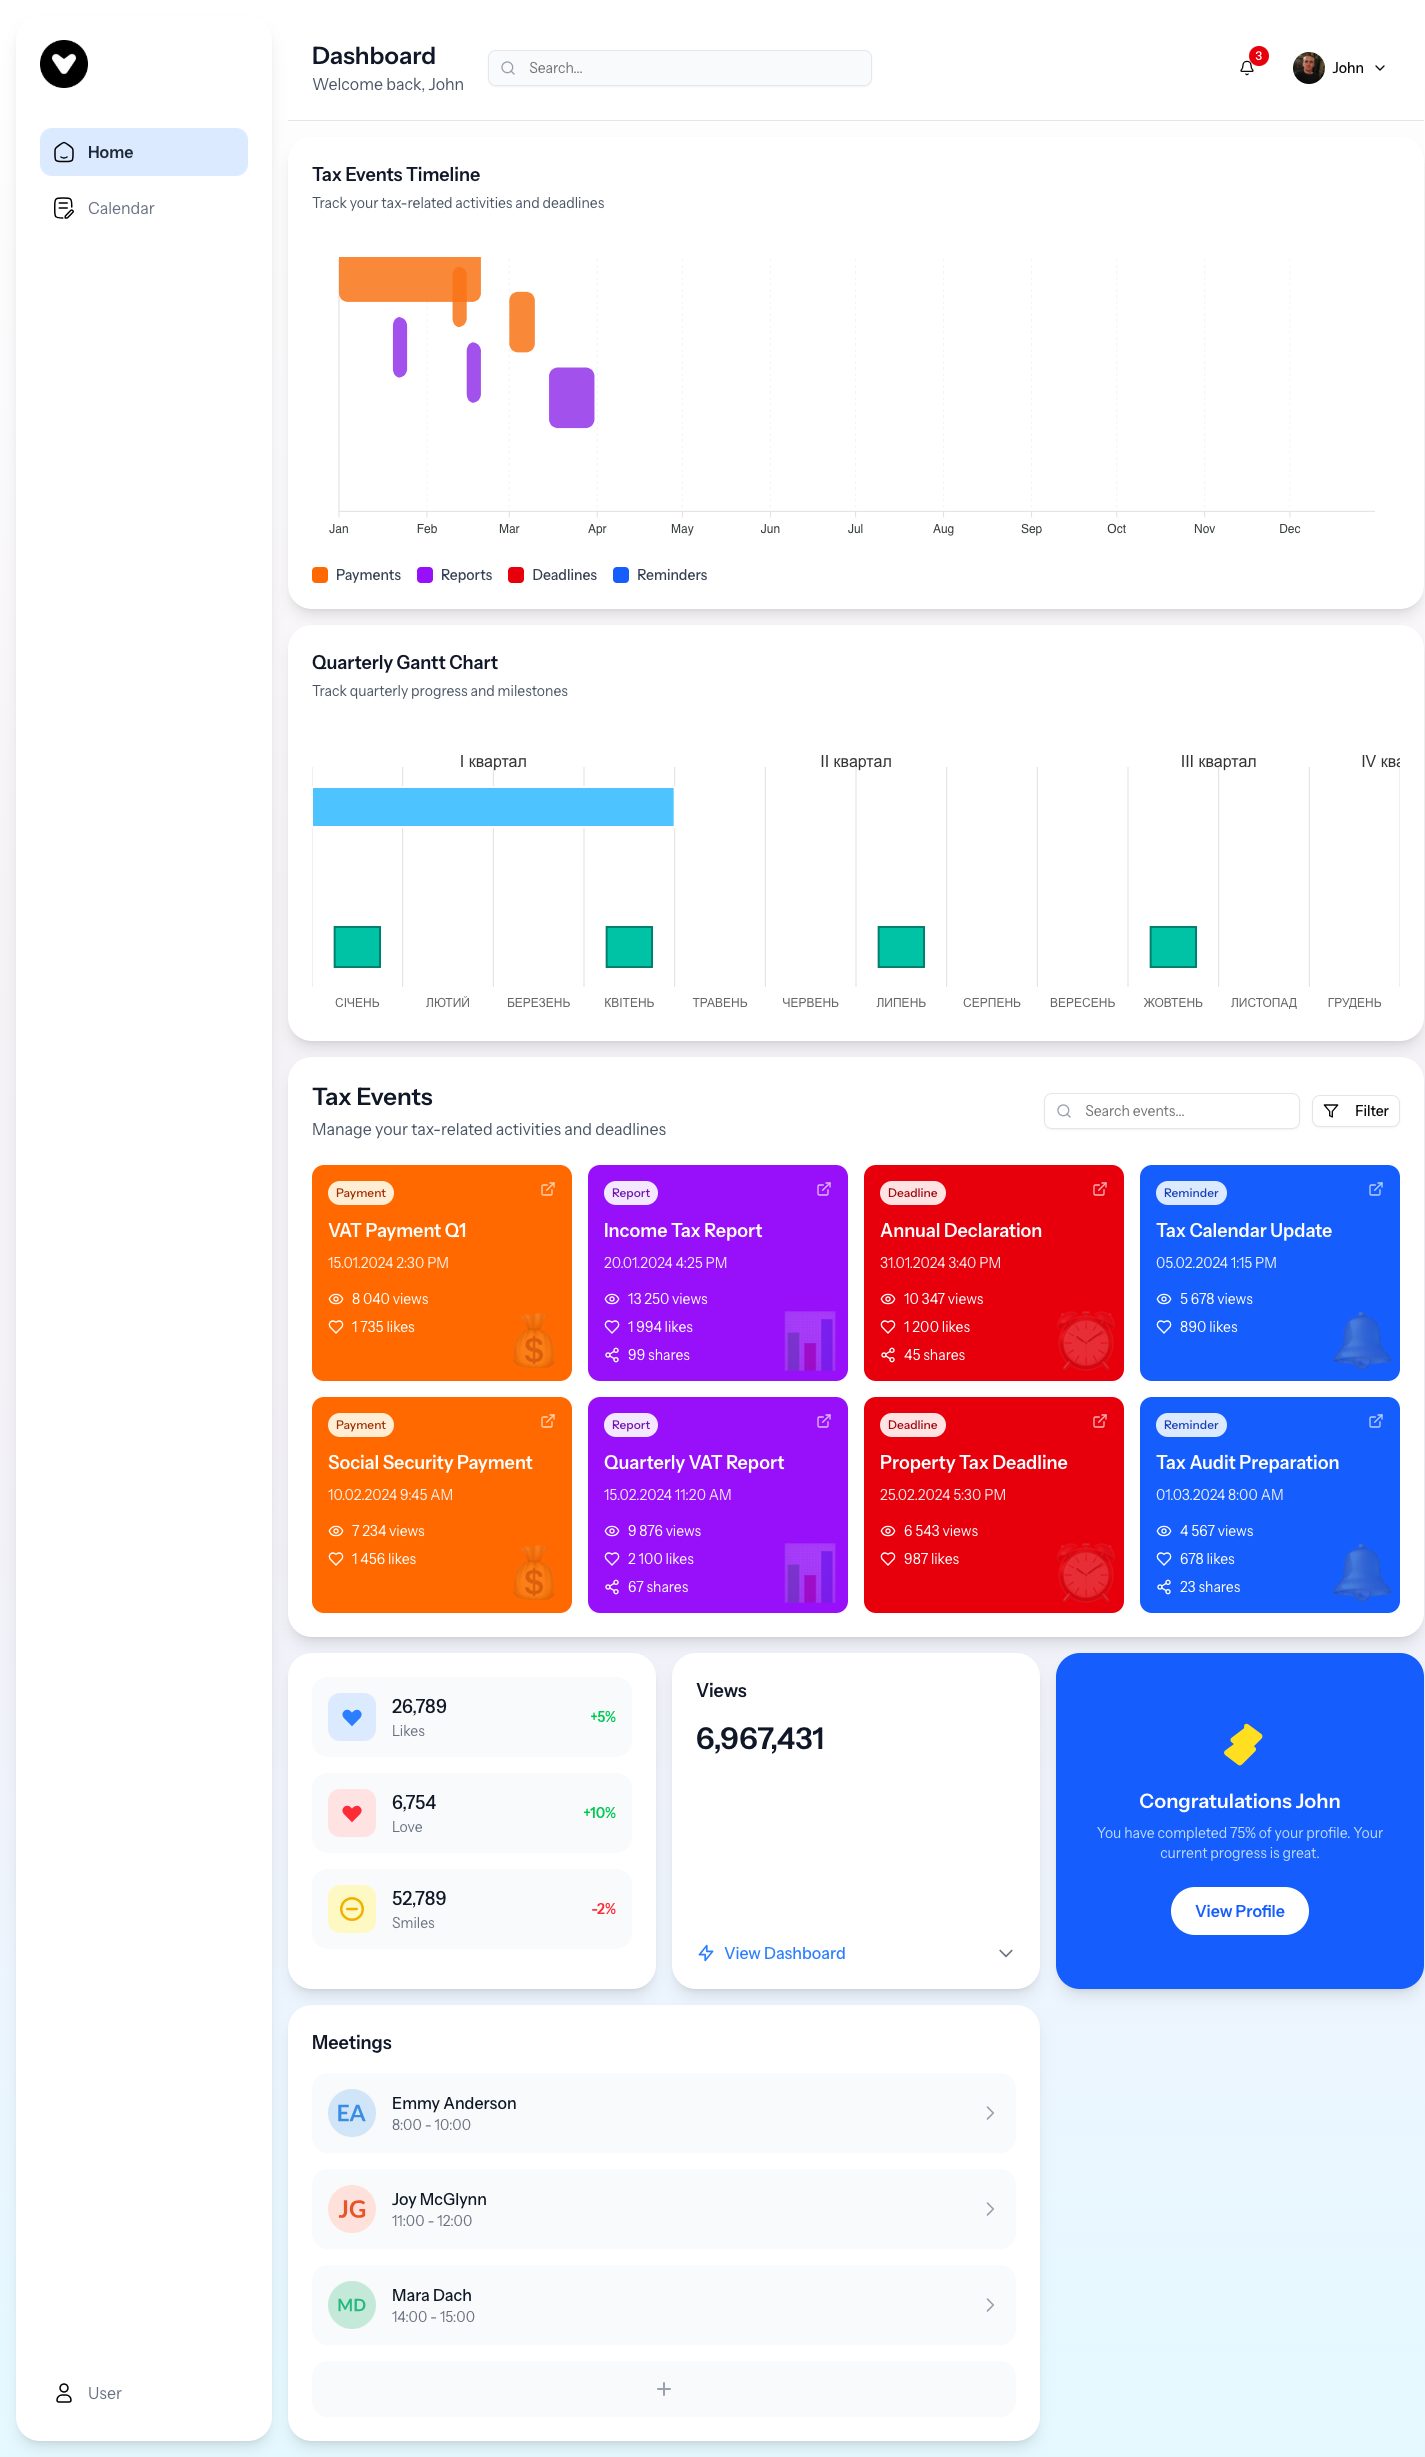 Home
Calendar
User
Dashboard
Welcome back, John
Search...
3
John
Tax Events Timeline
Track your tax-related activities and deadlines
Jan Feb Mar Apr May Jun Jul Aug Sep Oct Nov Dec
Payments Reports Deadlines Reminders
Quarterly Gantt Chart
Track quarterly progress and milestones
I квартал II квартал III квартал IV ква
СІЧЕНЬ ЛЮТИЙ БЕРЕЗЕНЬ КВІТЕНЬ ТРАВЕНЬ ЧЕРВЕНЬ ЛИПЕНЬ СЕРПЕНЬ ВЕРЕСЕНЬ ЖОВТЕНЬ ЛИСТОПАД ГРУДЕНЬ
Tax Events
Manage your tax-related activities and deadlines
Search events...
Filter
Payment
VAT Payment Q1
15.01.2024 2:30 PM
8 040 views
1 735 likes
Report
Income Tax Report
20.01.2024 4:25 PM
13 250 views
1 994 likes
99 shares
Deadline
Annual Declaration
31.01.2024 3:40 PM
10 347 views
1 200 likes
45 shares
Reminder
Tax Calendar Update
05.02.2024 1:15 PM
5 678 views
890 likes
Payment
Social Security Payment
10.02.2024 9:45 AM
7 234 views
1 456 likes
Report
Quarterly VAT Report
15.02.2024 11:20 AM
9 876 views
2 100 likes
67 shares
Deadline
Property Tax Deadline
25.02.2024 5:30 PM
6 543 views
987 likes
Reminder
Tax Audit Preparation
01.03.2024 8:00 AM
4 567 views
678 likes
23 shares
26,789
Likes
+5%
6,754
Love
+10%
52,789
Smiles
-2%
Views
6,967,431
View Dashboard
Congratulations John
You have completed 75% of your profile. Your
current progress is great.
View Profile
Meetings
EA
Emmy Anderson
8:00 - 10:00
JG
Joy McGlynn
11:00 - 12:00
MD
Mara Dach
14:00 - 15:00